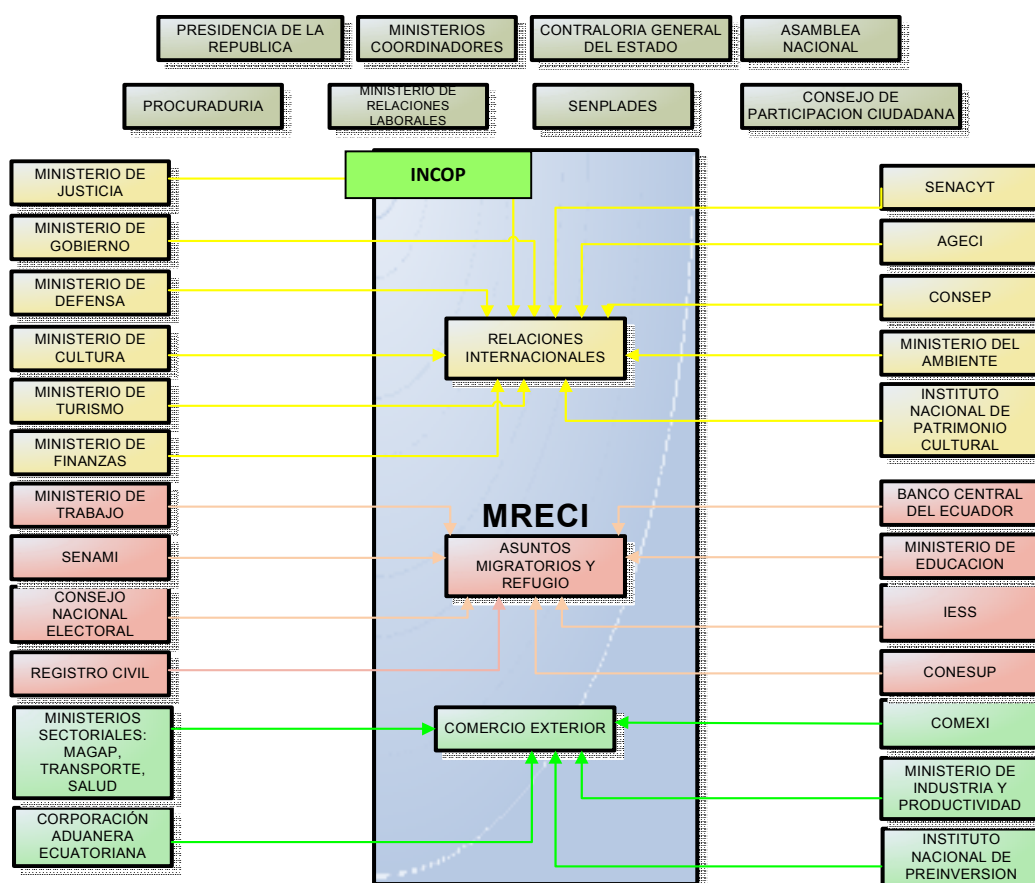 PRESIDENCIA DE LA
REPUBLICA
MINISTERIOS
COORDINADORES
CONTRALORIA GENERAL
DEL ESTADO
ASAMBLEA
NACIONAL
PROCURADURIA
MINISTERIO DE
RELACIONES
LABORALES
SENPLADES
CONSEJO DE
PARTICIPACION CIUDADANA
INCOP
MINISTERIO DE
JUSTICIA
MINISTERIO DE
GOBIERNO
MINISTERIO DE
DEFENSA
MINISTERIO DE
CULTURA
MINISTERIO DE
TURISMO
MINISTERIO DE
FINANZAS
MINISTERIO DE
TRABAJO
SENAMI
CONSEJO
NACIONAL
ELECTORAL
REGISTRO CIVIL
MINISTERIOS
SECTORIALES:
MAGAP,
TRANSPORTE,
SALUD
CORPORACIÓN
ADUANERA
ECUATORIANA
RELACIONES
INTERNACIONALES
MRECI
ASUNTOS
MIGRATORIOS Y
REFUGIO
COMERCIO EXTERIOR
SENACYT
AGECI
CONSEP
MINISTERIO DEL
AMBIENTE
INSTITUTO
NACIONAL DE
PATRIMONIO
CULTURAL
BANCO CENTRAL
DEL ECUADOR
MINISTERIO DE
EDUCACION
IESS
CONESUP
COMEXI
MINISTERIO DE
INDUSTRIA Y
PRODUCTIVIDAD
INSTITUTO
NACIONAL DE
PREINVERSION